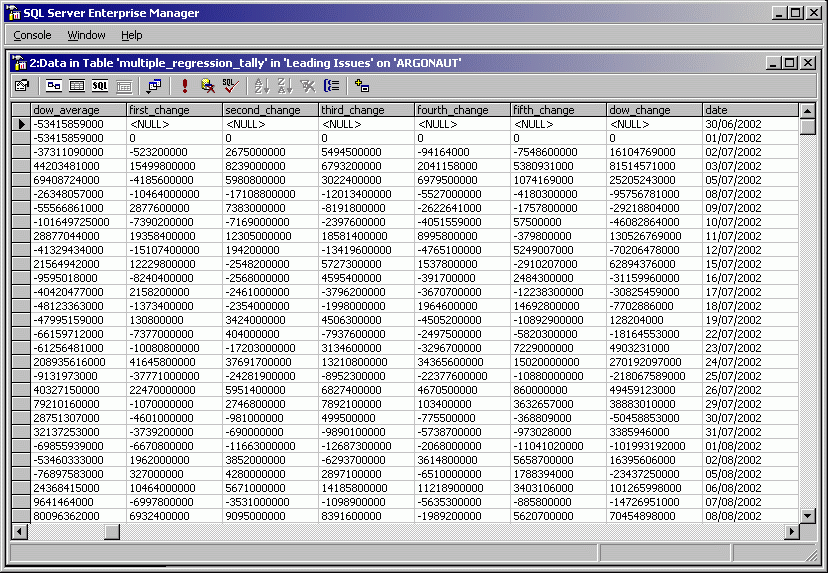 SQL Server Enterprise Manager
Console Window Help
2:Data in Table 'multiple_regression_tally' in 'Leading Issues' on 'ARGONAUT'
SQL SQL A Z Z A
dow_average first_change second_change third_change fourth_change fifth_change dow_change date
-53415859000 <NULL> <NULL> <NULL> <NULL> <NULL> <NULL> 30/06/2002
-53415859000 0 0 0 0 0 0 01/07/2002
-37311090000 -523200000 2675000000 5494500000 -94164000 -7548600000 16104769000 02/07/2002
44203481000 15499800000 8239000000 6793200000 2041158000 5380931000 81514571000 03/07/2002
69408724000 -4185600000 5980800000 3022400000 6979500000 1074169000 25205243000 05/07/2002
-26348057000 -10464000000 -17108800000 -12013400000 -5527000000 -4180300000 -95756781000 08/07/2002
-55566861000 2877600000 7383000000 -8191800000 -2622641000 -1757800000 -29218804000 09/07/2002
-101649725000 -7390200000 -7169000000 -2397600000 -4051559000 57500000 -46082864000 10/07/2002
28877044000 19358400000 12305000000 18581400000 8995800000 -379800000 130526769000 11/07/2002
-41329434000 -15107400000 194200000 -13419600000 -4765100000 5249007000 -70206478000 12/07/2002
21564942000 12229800000 -2548200000 5727300000 1537800000 -2910207000 62894376000 15/07/2002
-9595018000 -8240400000 -2568000000 4595400000 -391700000 2484300000 -31159960000 16/07/2002
-40420477000 2158200000 -2461000000 -3796200000 -3670700000 -12238300000 -30825459000 17/07/2002
-48123363000 -1373400000 -2354000000 -1998000000 1964600000 14692800000 -7702886000 18/07/2002
-47995159000 130800000 3424000000 4506300000 -4505200000 -10892900000 128204000 19/07/2002
-66159712000 -7377000000 404000000 -7937600000 -2497500000 -5820300000 -18164553000 22/07/2002
-61256481000 -10080800000 -17203000000 3134600000 -3296700000 7229000000 4903231000 23/07/2002
208935616000 41645800000 37691700000 13210800000 34365600000 15020000000 270192097000 24/07/2002
-9131973000 -37771000000 -24281900000 -8952300000 -22377600000 -10880000000 -218067589000 25/07/2002
40327150000 22470000000 5951400000 6827400000 4670500000 860000000 49459123000 26/07/2002
79210160000 -1070000000 2746800000 7892100000 103400000 3632657000 38883010000 29/07/2002
28751307000 -4601000000 -981000000 499500000 -775500000 -368809000 -50458853000 30/07/2002
32137253000 -3739200000 -690000000 -9890100000 -5738700000 -973028000 3385946000 31/07/2002
-69855939000 -6670800000 -11663000000 -12687300000 -2068000000 -11041020000 -101993192000 01/08/2002
-53460333000 1962000000 3852000000 -6293700000 3614800000 5658700000 16395606000 02/08/2002
-76897583000 327000000 4280000000 2897100000 -6510000000 1788394000 -23437250000 05/08/2002
24368415000 10464000000 5671000000 14185800000 11218900000 3403106000 101265998000 06/08/2002
9641464000 -6997800000 -3531000000 -1098900000 -5635300000 -885800000 -14726951000 07/08/2002
80096362000 6932400000 9095000000 8391600000 -1989200000 5620700000 70454898000 08/08/2002